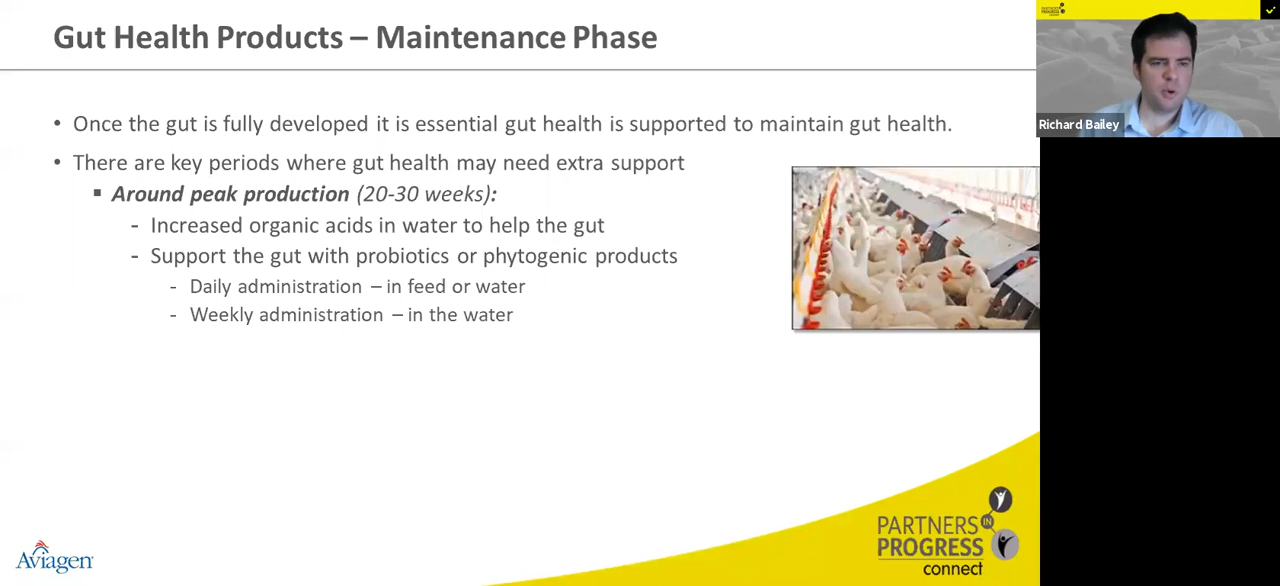 Gut Health Products – Maintenance Phase
• Once the gut is fully developed it is essential gut health is supported to maintain gut health.
• There are key periods where gut health may need extra support
▪ Around peak production (20-30 weeks):
- Increased organic acids in water to help the gut
- Support the gut with probiotics or phytogenic products
- Daily administration – in feed or water
- Weekly administration – in the water
Aviagen
PARTNERS
IN
PROGRESS
connect
PARTNERS
PROGRESS
Richard Bailey